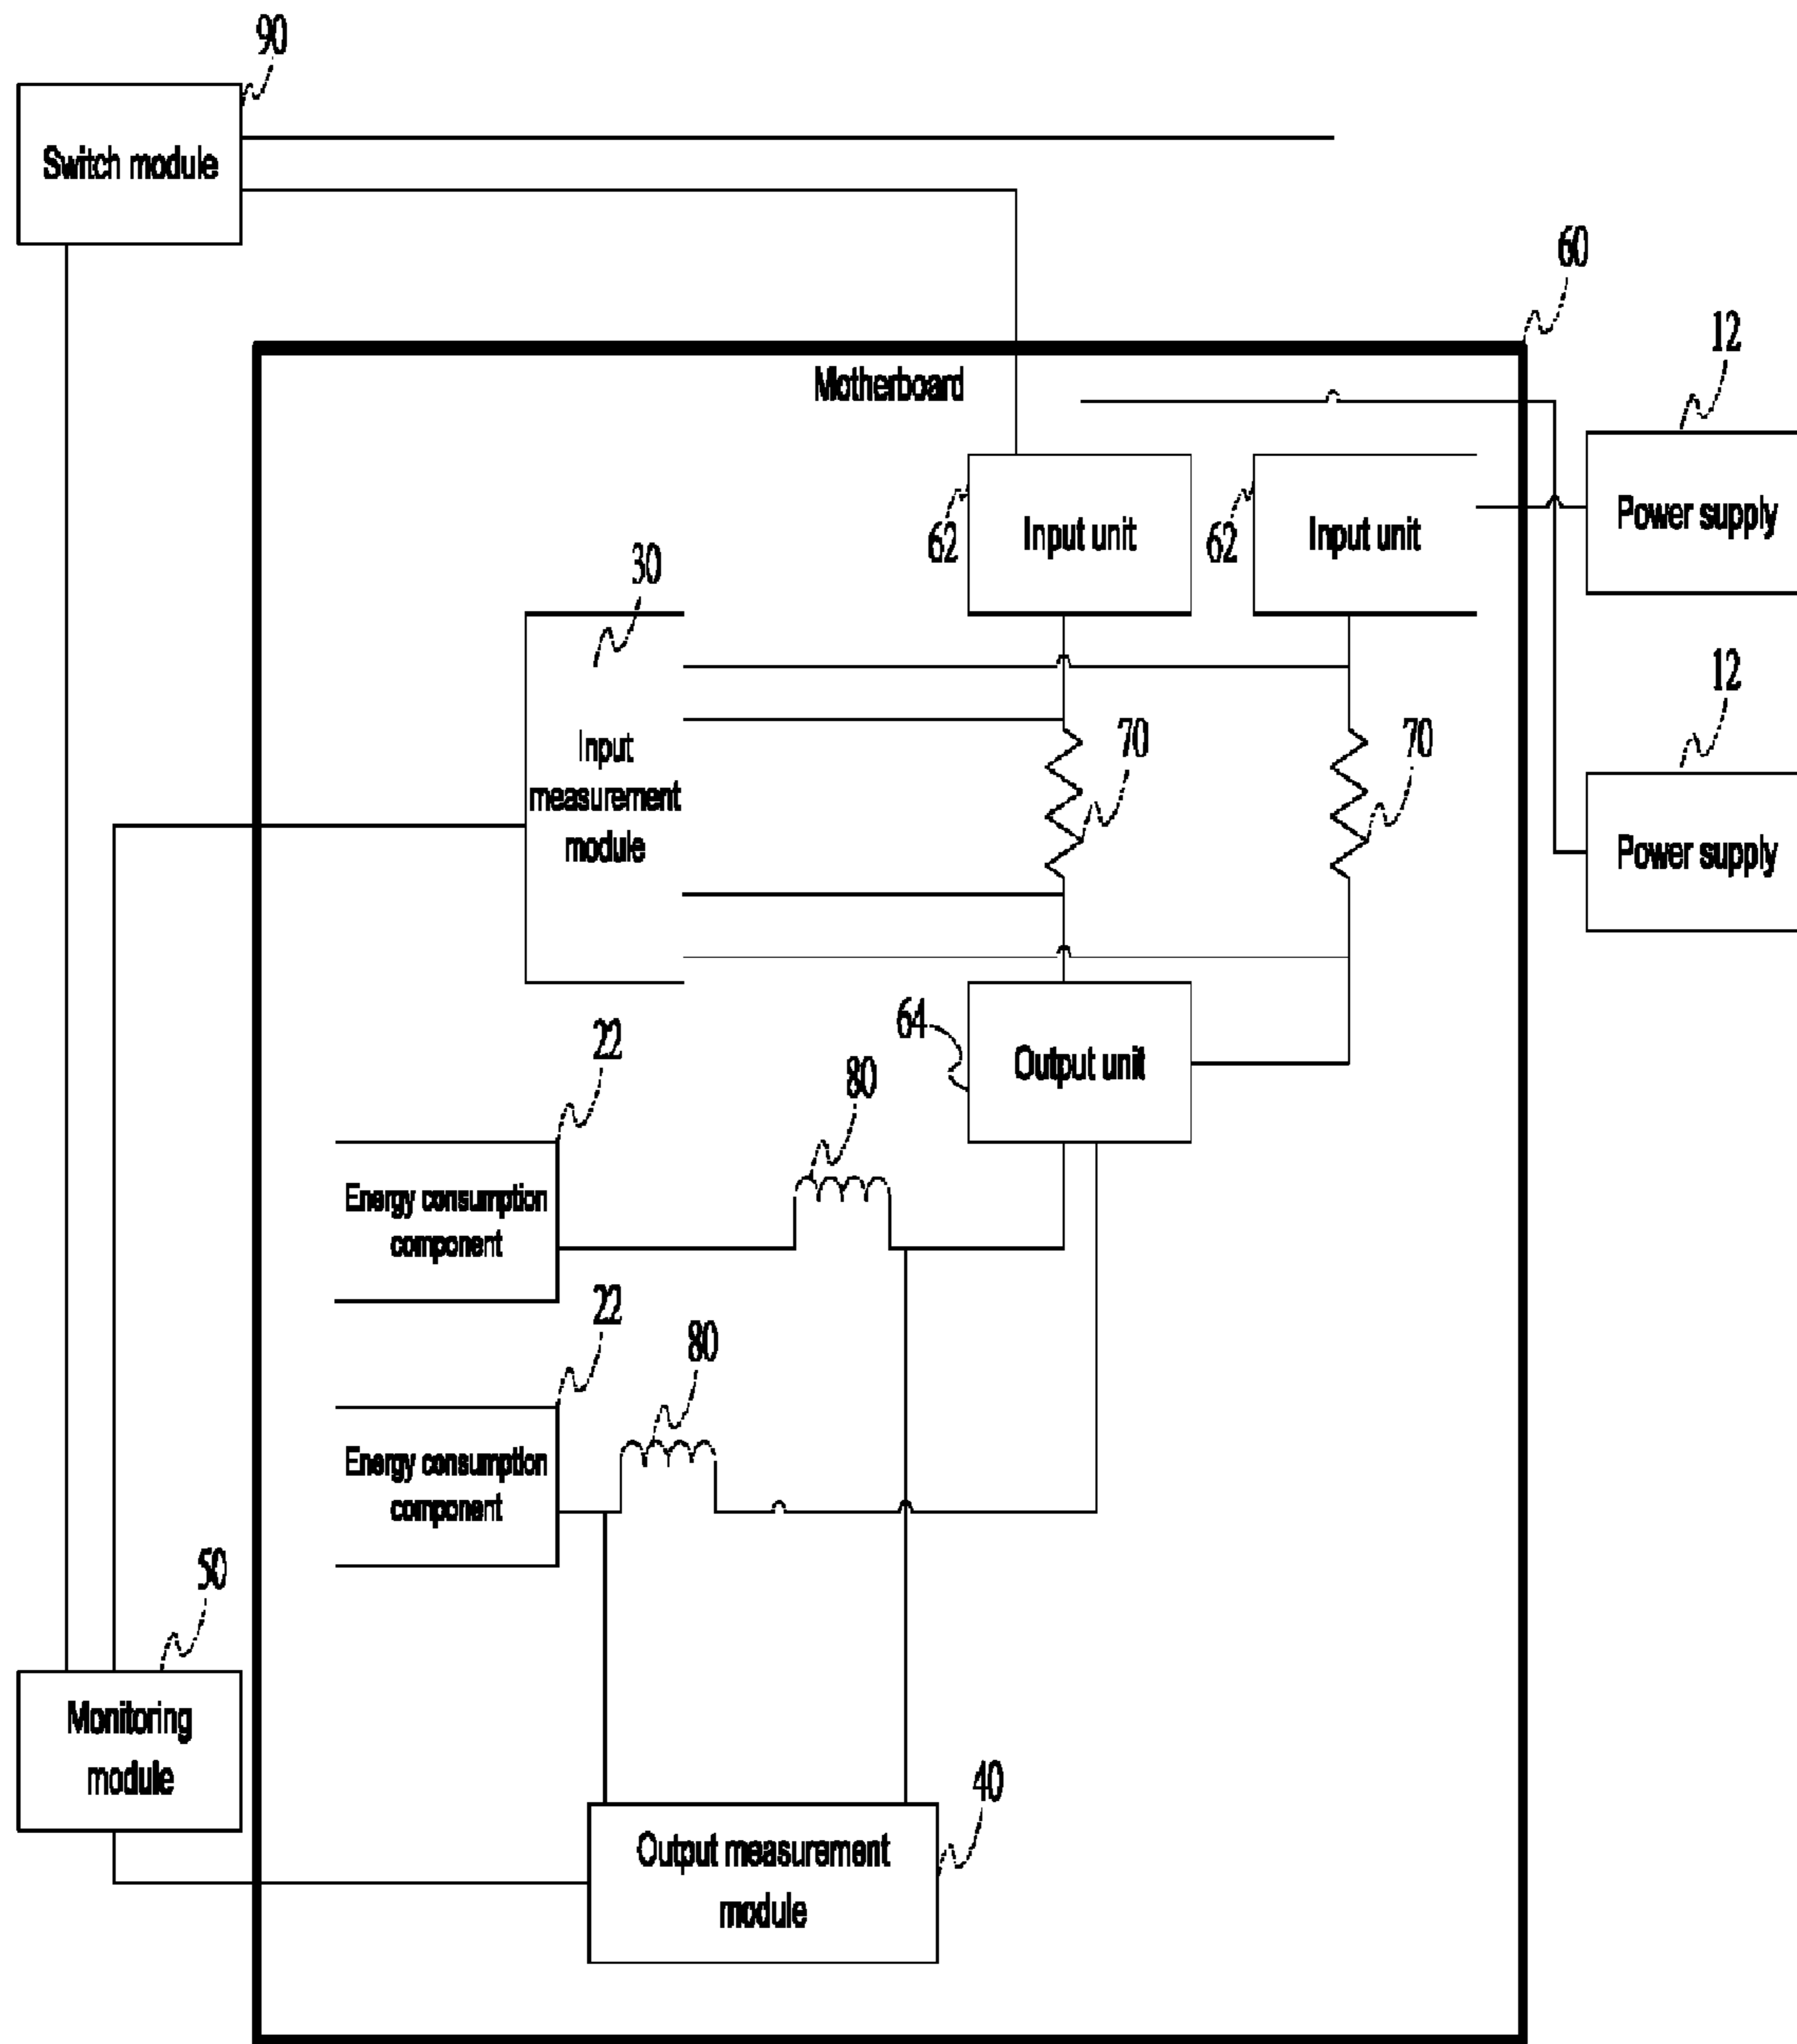 90
Switch module
60
Motherboard
12
Power supply
62
Input unit
62
Input unit
30
Input
measurement
module
70
70
12
Power supply
64
Output unit
22
80
Energy consumption
component
22
80
Energy consumption
component
50
Monitoring
module
40
Output measurement
module